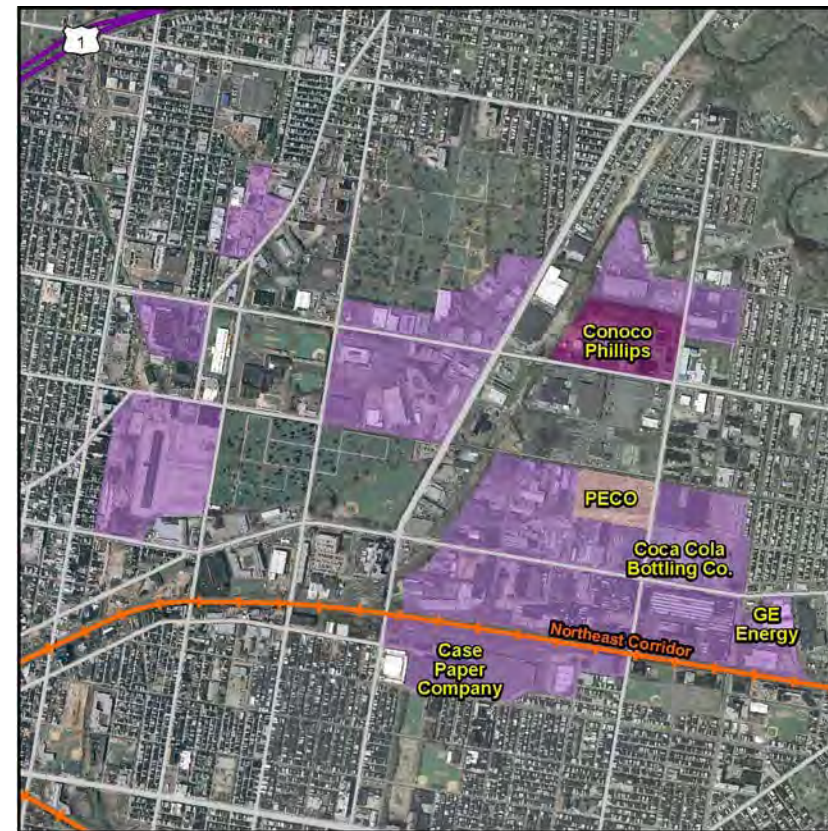 1
Conoco
Phillips
PECO
Coca Cola
Bottling Co.
GE
Energy
Northeast Corridor
Case
Paper
Company